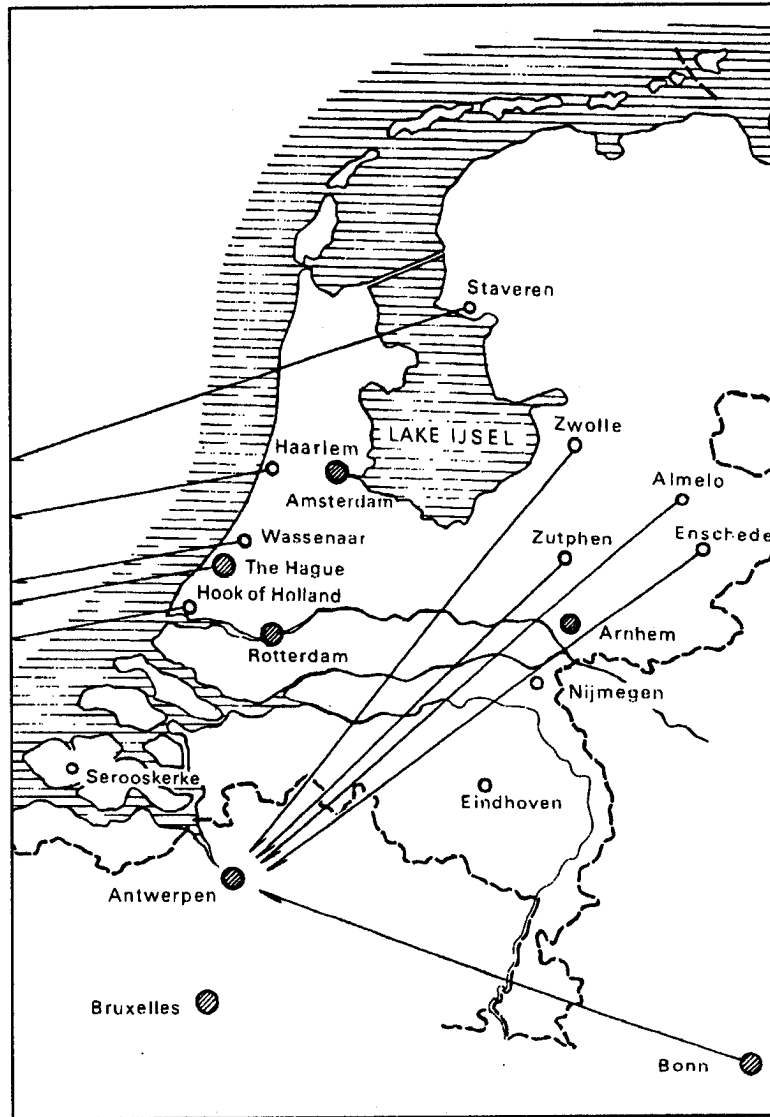 Staveren
Zwolle
LAKE IJSEL
Haarlem
Amsterdam
Almelo
Wassenaar
Zutphen
Enschede
The Hague
Hook of Holland
Arnhem
Rotterdam
Nijmegen
Serooskerke
Eindhoven
Antwerpen
Bruxelles
Bonn